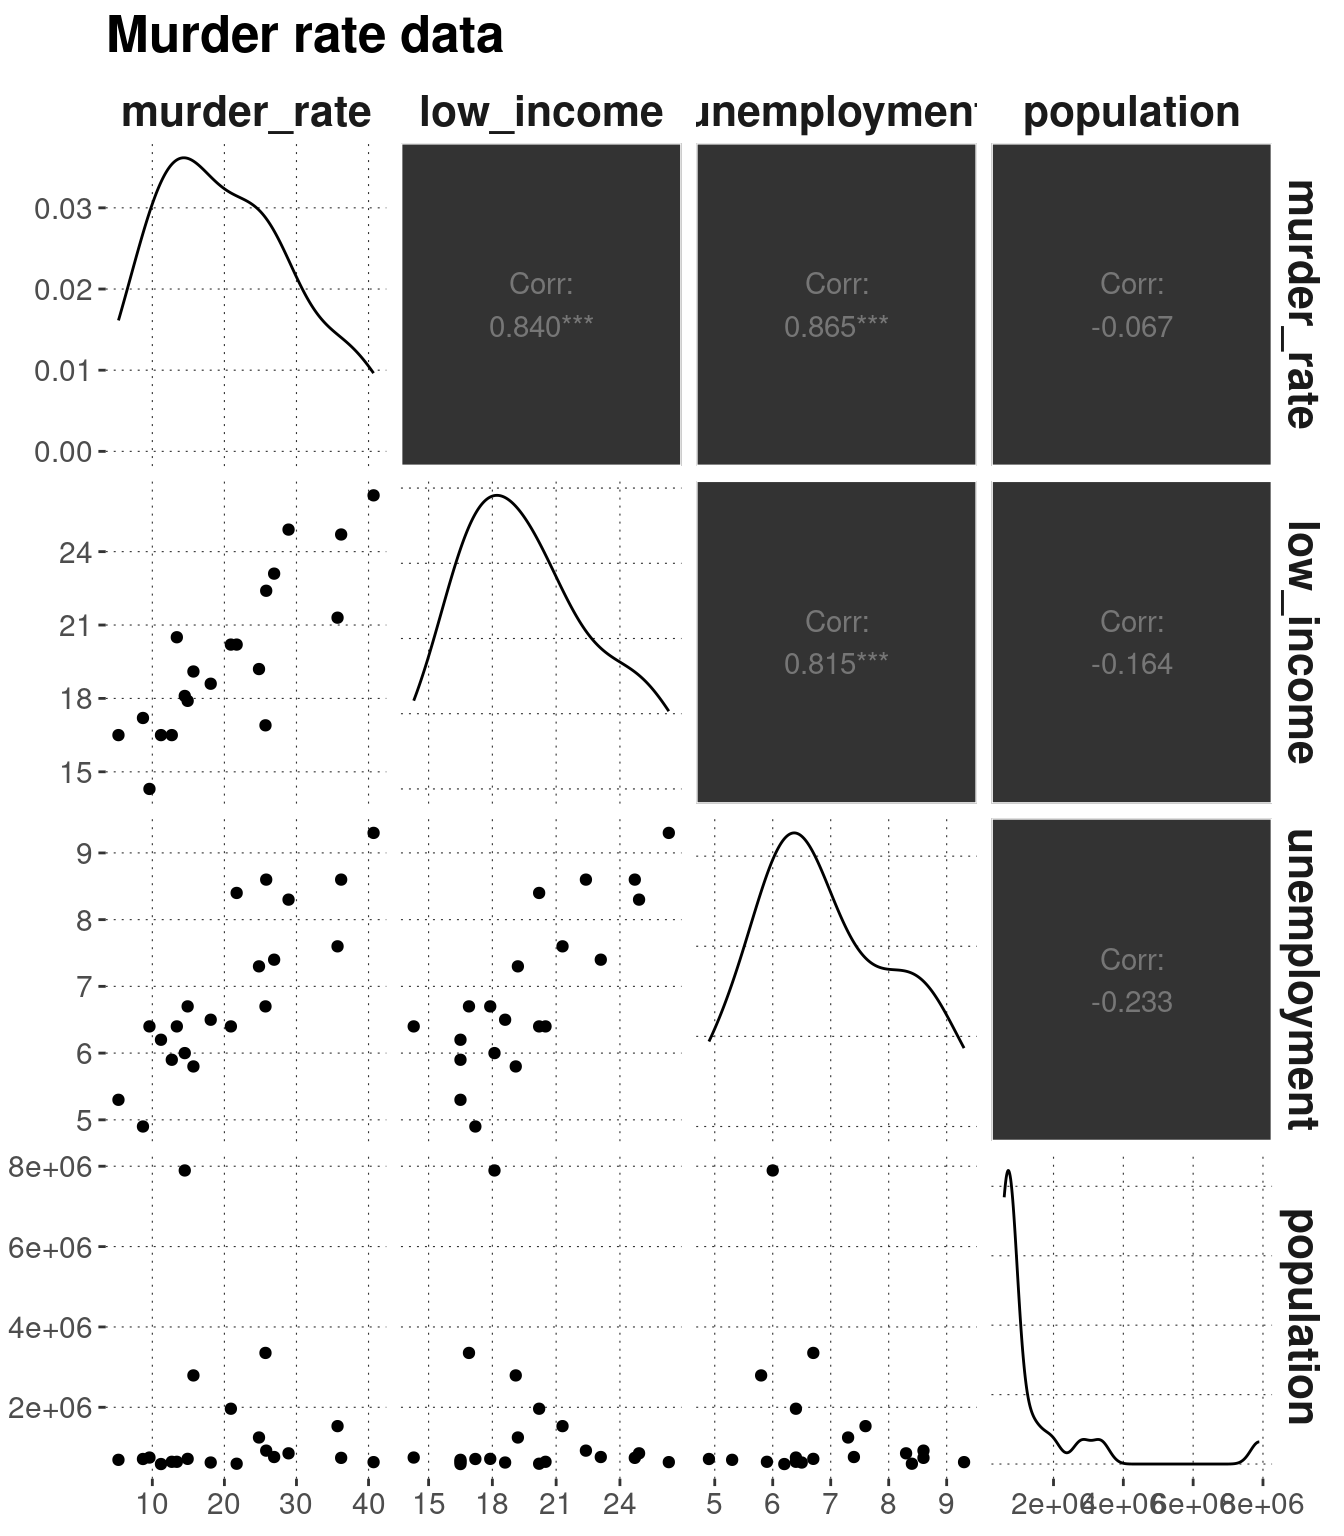 Murder rate data
murder_rate low_income unemployment population
0.03
0.02
0.01
0.00
Corr:
0.840***
Corr:
0.865***
Corr:
-0.067
murder_rate
24
21
18
15
Corr:
0.815***
Corr:
-0.164
low_income
9
8
7
6
5
Corr:
-0.233
unemployment
8e+06
6e+06
4e+06
2e+06
population
10 20 30 40 15 18 21 24 5 6 7 8 9 2e+06 4e+06 6e+06 8e+06